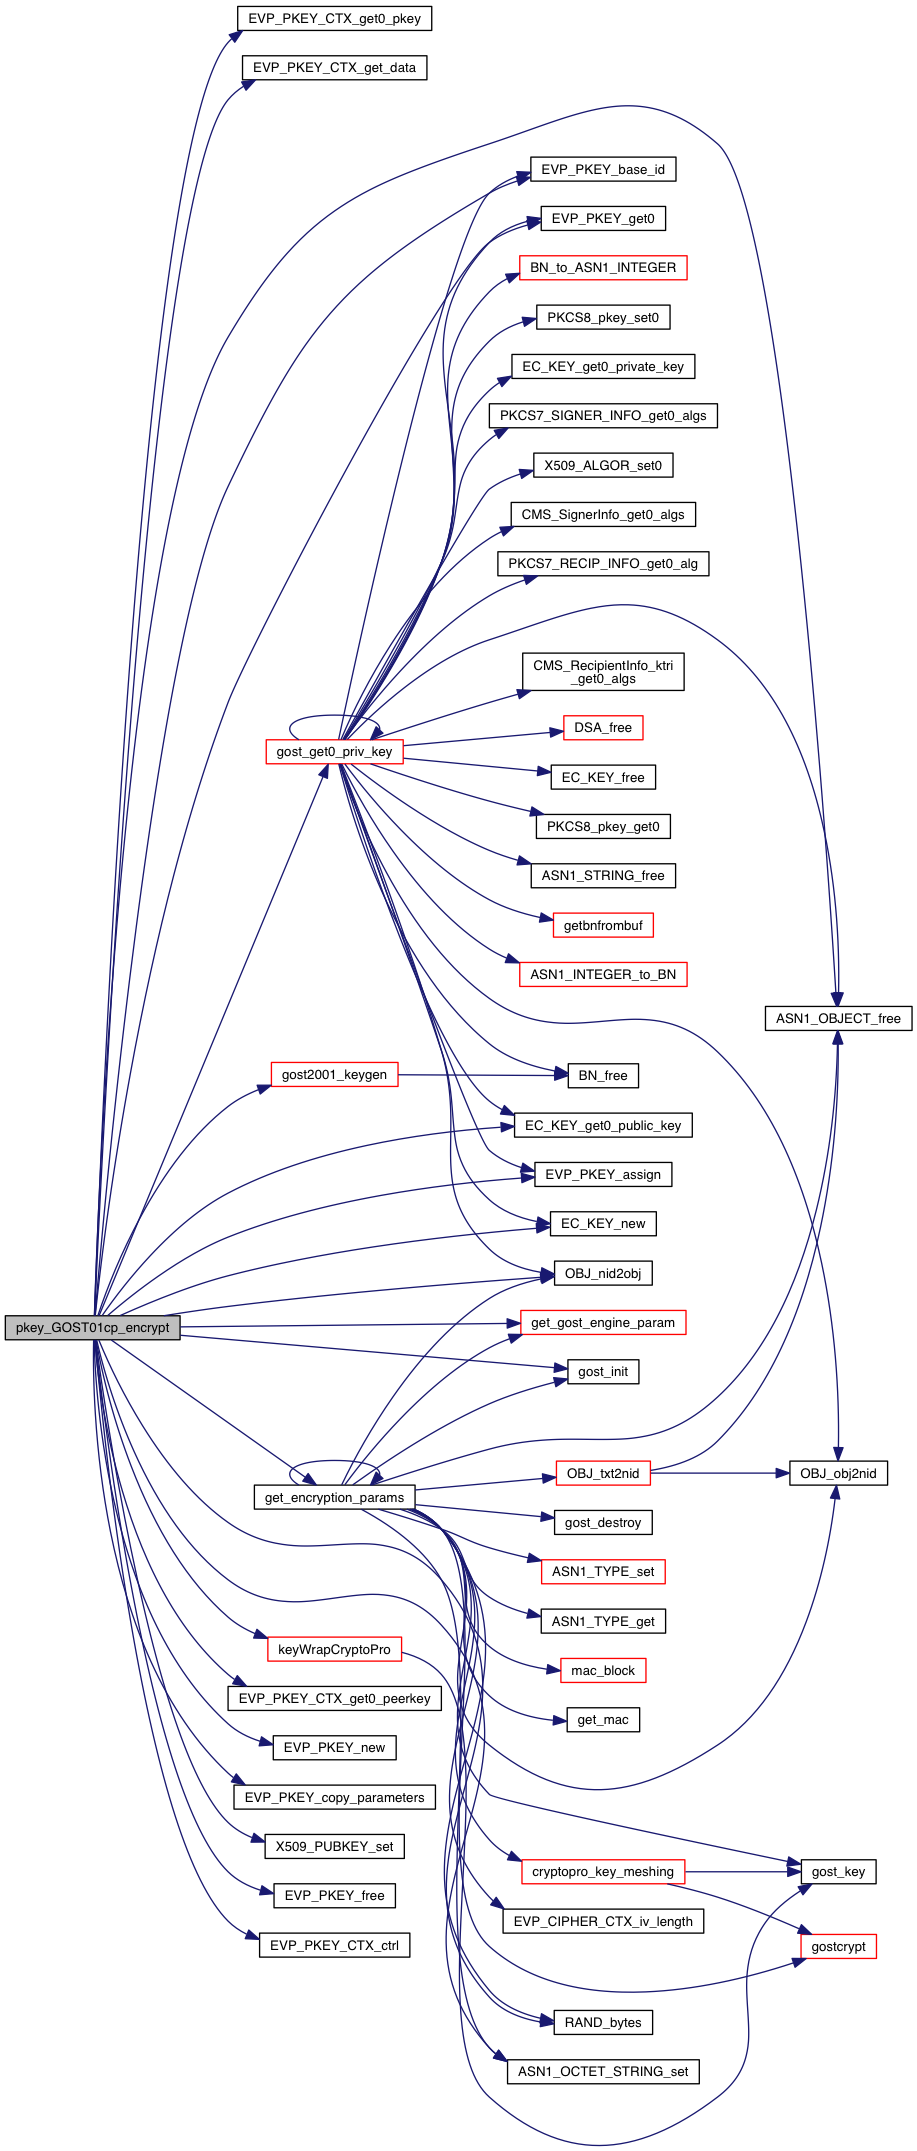 EVP_PKEY_CTX_get0_pkey
EVP_PKEY_CTX_get_data
EVP_PKEY_base_id
EVP_PKEY_get0
BN_to_ASN1_INTEGER
PKCS8_pkey_set0
EC_KEY_get0_private_key
PKCS7_SIGNER_INFO_get0_algs
X509_ALGOR_set0
CMS_SignerInfo_get0_algs
PKCS7_RECIP_INFO_get0_alg
CMS_RecipientInfo_ktri
_get0_algs
DSA_free
gost_get0_priv_key
EC_KEY_free
PKCS8_pkey_get0
ASN1_STRING_free
getbnfrombuf
ASN1_INTEGER_to_BN
ASN1_OBJECT_free
gost2001_keygen
BN_free
EC_KEY_get0_public_key
EVP_PKEY_assign
EC_KEY_new
OBJ_nid2obj
pkey_GOST01cp_encrypt
get_gost_engine_param
gost_init
OBJ_txt2nid
OBJ_obj2nid
get_encryption_params
gost_destroy
ASN1_TYPE_set
ASN1_TYPE_get
keyWrapCryptoPro
mac_block
EVP_PKEY_CTX_get0_peerkey
get_mac
EVP_PKEY_new
EVP_PKEY_copy_parameters
X509_PUBKEY_set
cryptopro_key_meshing
gost_key
EVP_PKEY_free
EVP_CIPHER_CTX_iv_length
EVP_PKEY_CTX_ctrl
gostcrypt
RAND_bytes
ASN1_OCTET_STRING_set